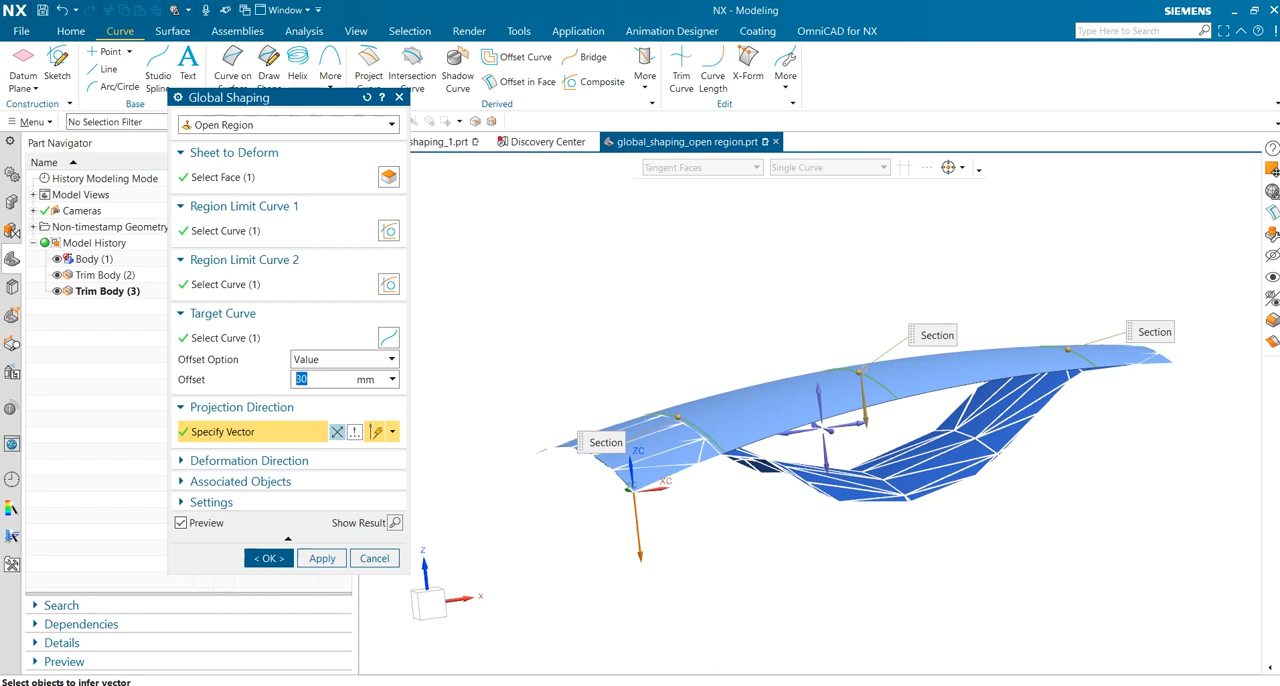 NX
Window
NX - Modeling
SIEMENS
File Home Curve Surface Assemblies Analysis View Selection Render Tools Application Animation Designer Coating OmniCAD for NX
Type Here to Search
Datum Plane
Sketch
Point
Line
Arc/Circle
Studio
Text
Curve on
Draw
Helix
More
Project
Intersection Curve
Shadow Curve
Offset Curve
Offset in Face
Bridge
Composite
More
Trim Curve
Curve Length
X-Form
More
Construction
Base
Derived
Edit
Menu
No Selection Filter
Part Navigator
Name
History Modeling Mode
Model Views
Cameras
Non-timestamp Geometry
Model History
Body (1)
Trim Body (2)
Trim Body (3)
Search
Dependencies
Details
Preview
Global Shaping
Open Region
Sheet to Deform
Select Face (1)
Region Limit Curve 1
Select Curve (1)
Region Limit Curve 2
Select Curve (1)
Target Curve
Select Curve (1)
Offset Option Value
Offset 30 mm
Projection Direction
Specify Vector
Deformation Direction
Associated Objects
Settings
Preview Show Result
< OK > Apply Cancel
shaping_1.prt
Discovery Center
global_shaping_open region.prt
Tangent Faces
Single Curve
Section
Section
Section
ZC
XC
Z
X
Select objects to infer vector